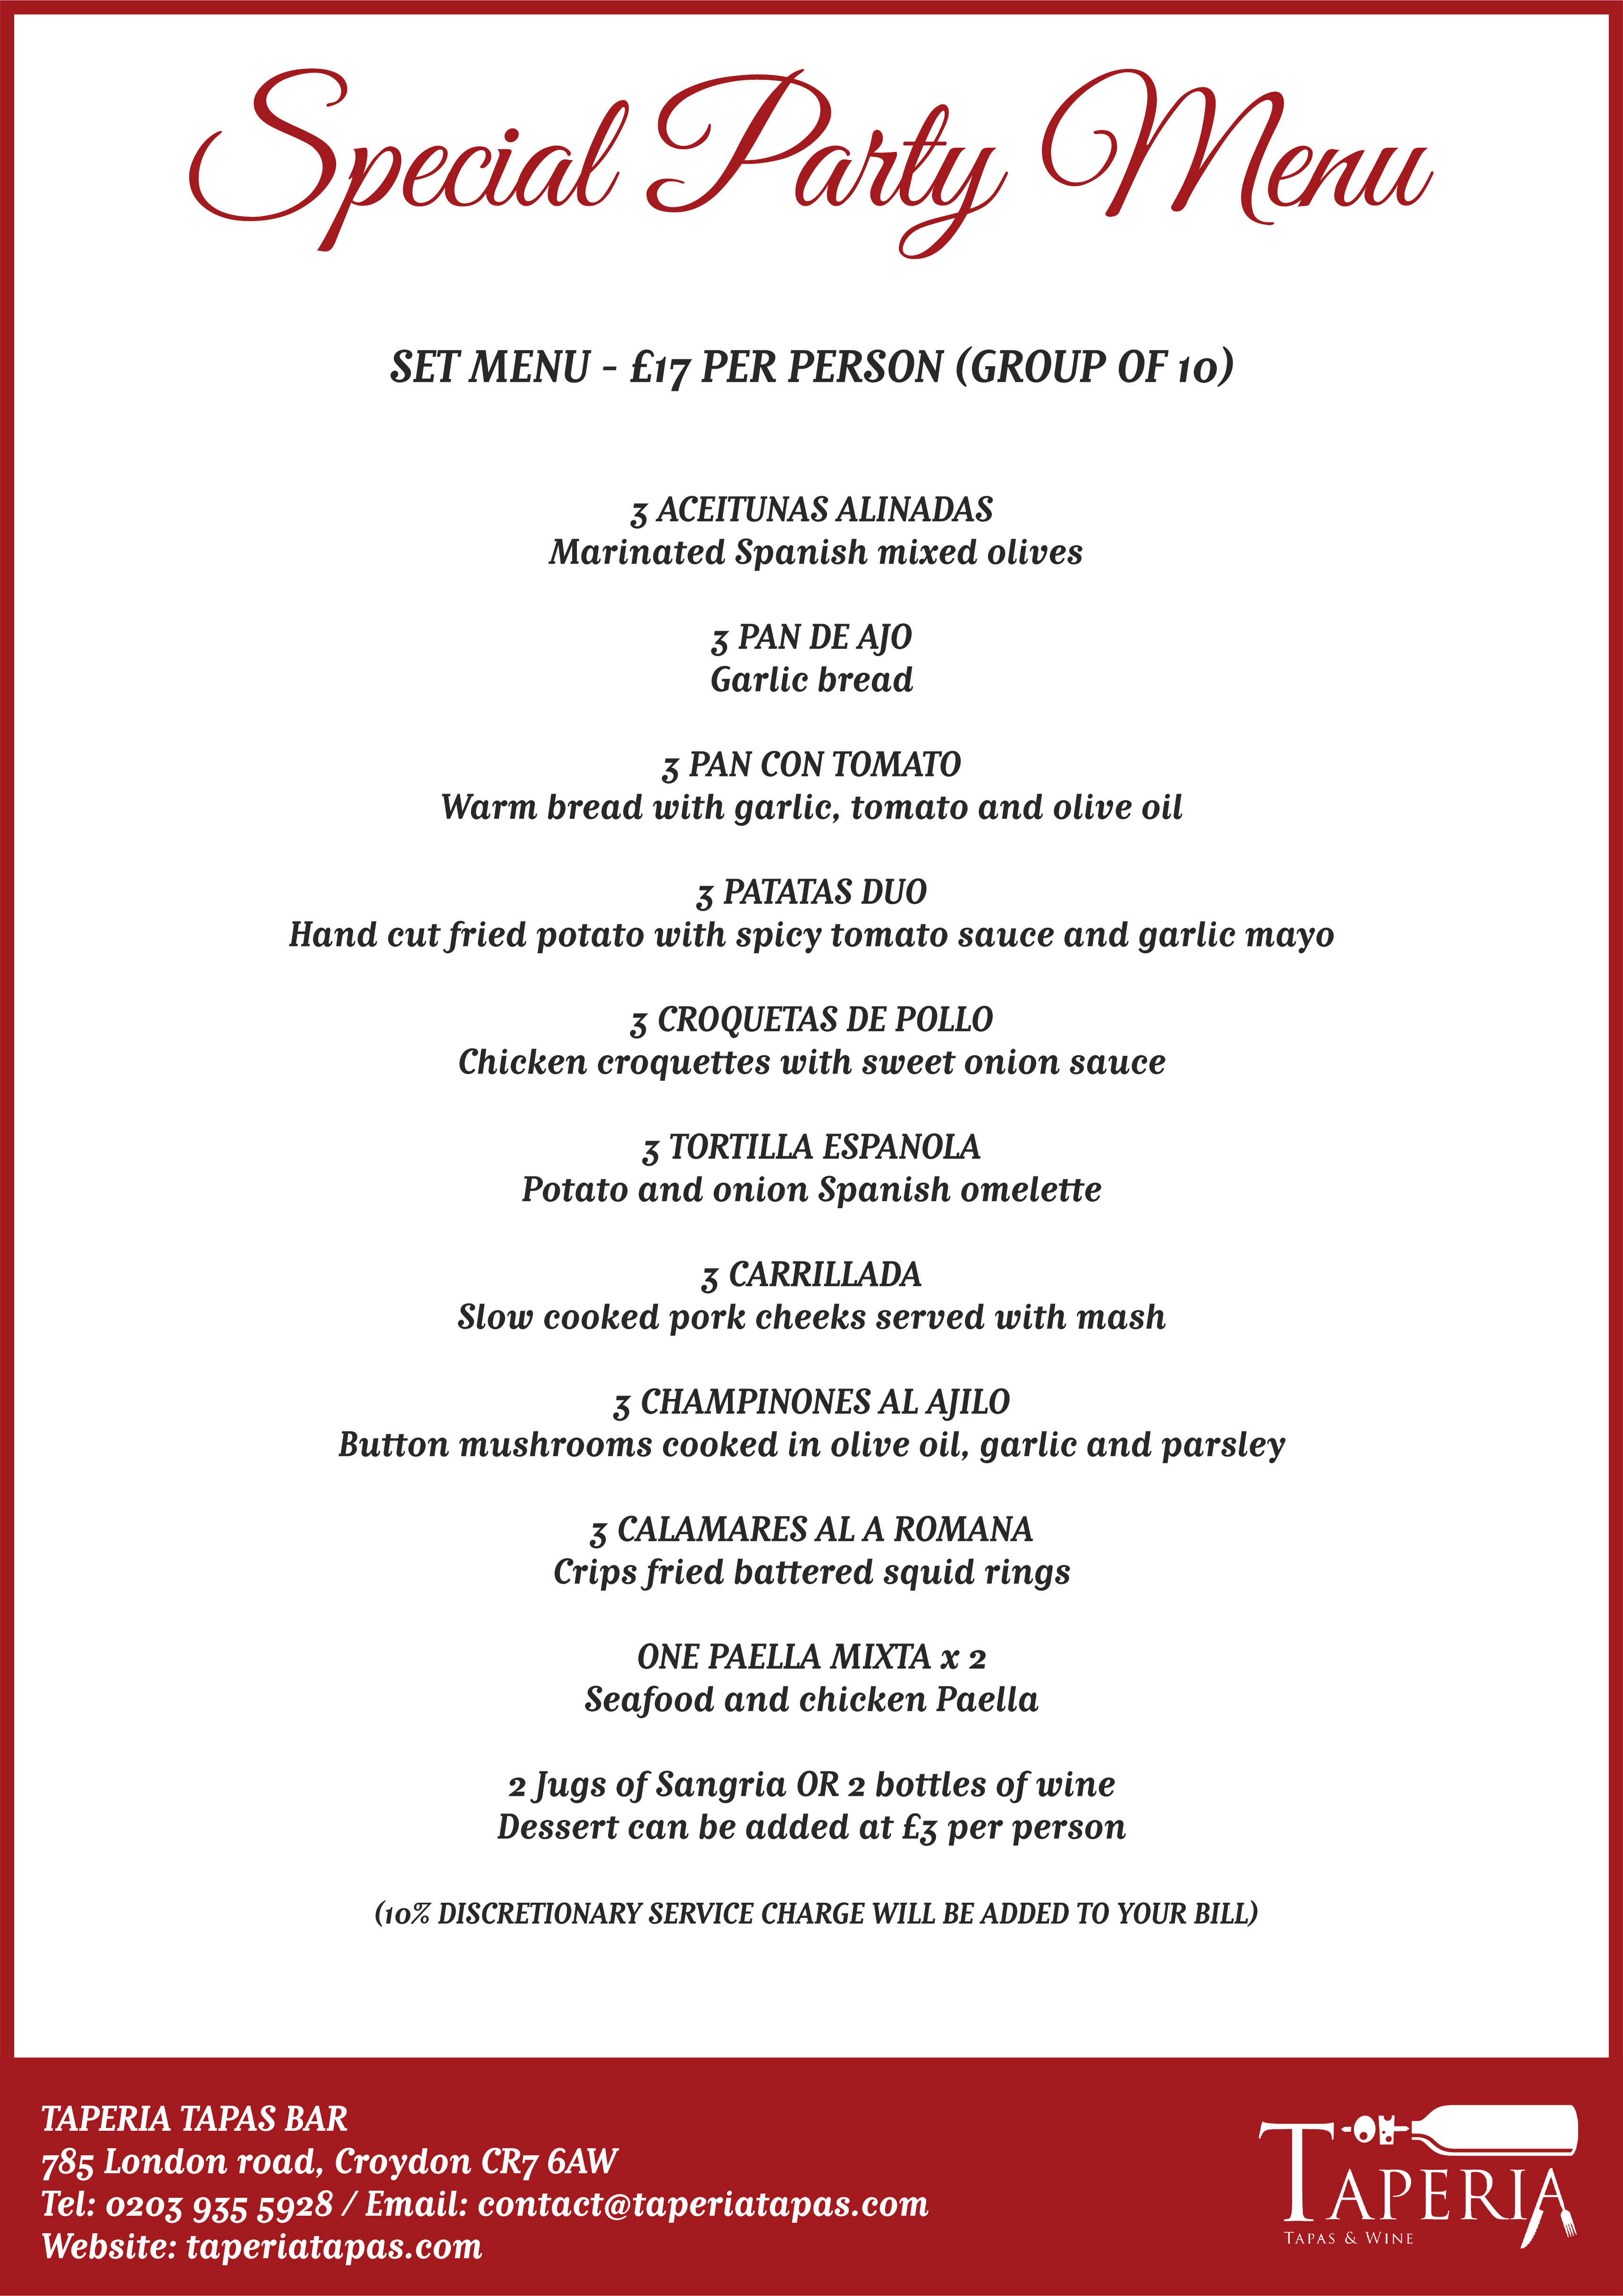 Special Party Menu
SET MENU - £17 PER PERSON (GROUP OF 10)
3 ACEITUNAS ALINADAS
Marinated Spanish mixed olives
3 PAN DE AJO
Garlic bread
3 PAN CON TOMATO
Warm bread with garlic, tomato and olive oil
3 PATATAS DUO
Hand cut fried potato with spicy tomato sauce and garlic mayo
3 CROQUETAS DE POLLO
Chicken croquettes with sweet onion sauce
3 TORTILLA ESPANOLA
Potato and onion Spanish omelette
3 CARRILLADA
Slow cooked pork cheeks served with mash
3 CHAMPINONES AL AJILO
Button mushrooms cooked in olive oil, garlic and parsley
3 CALAMARES AL A ROMANA
Crips fried battered squid rings
ONE PAELLA MIXTA x 2
Seafood and chicken Paella
2 Jugs of Sangria OR 2 bottles of wine
Dessert can be added at £3 per person
(10% DISCRETIONARY SERVICE CHARGE WILL BE ADDED TO YOUR BILL)
TAPERIA TAPAS BAR
785 London road, Croydon CR7 6AW
Tel: 0203 935 5928 / Email: contact@taperiatapas.com
Website: taperiatapas.com
TAPERIA
TAPAS & WINE